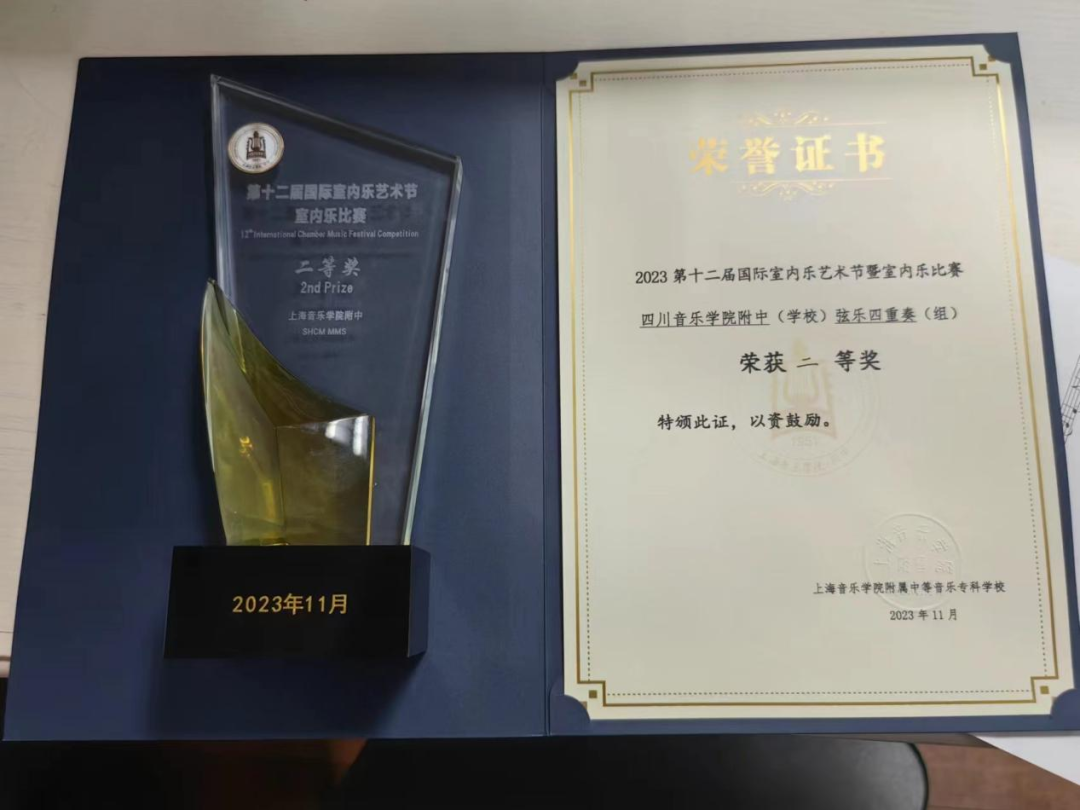 第十二届国际室内乐艺术节
室内乐比赛
12th International Chamber Music Festival Competition
二等奖
2nd Prize
上海音乐学院附中
SHCM MMS
2023年11月
荣誉证书
2023 第十二届国际室内乐艺术节暨室内乐比赛
四川音乐学院附中（学校）弦乐四重奏（组）
荣获 二 等奖
特颁此证，以资鼓励。
上海音乐学院附属中等音乐专科学校
2023 年 11 月